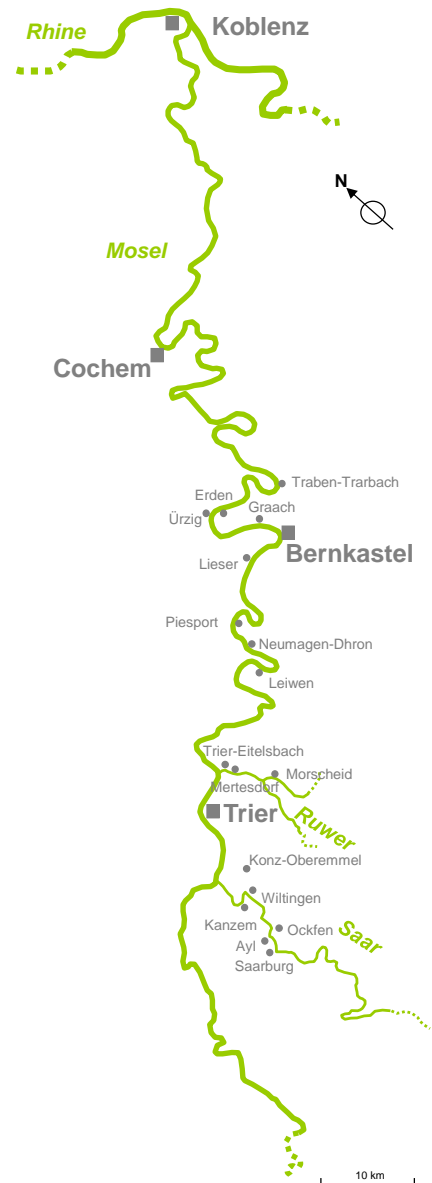 Koblenz
Rhine
N
Mosel
Cochem
Traben-Trarbach
Erden
Graach
Ürzig
Bernkastel
Lieser
Piesport
Neumagen-Dhron
Leiwen
Trier-Eitelsbach
Morscheid
Mertesdorf
Trier
Ruwer
Konz-Oberemmel
Wiltingen
Kanzem
Ockfen
Saar
Ayl
Saarburg
10 km